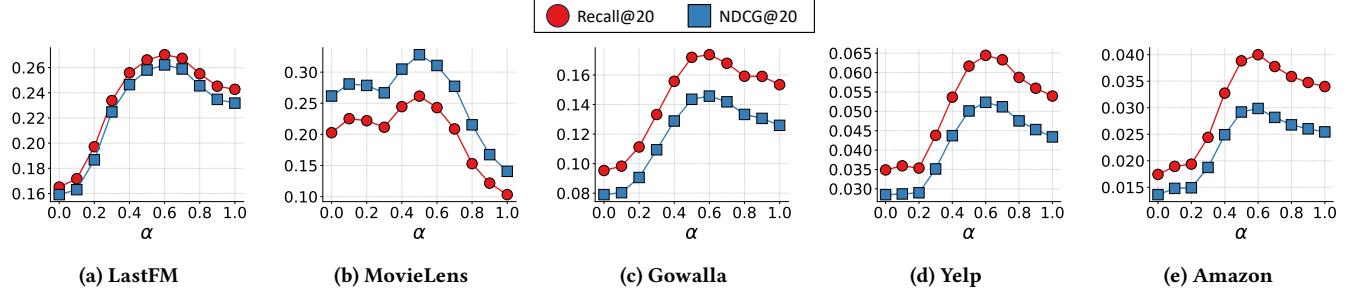 Recall@20 NDCG@20
0.26
0.24
0.22
0.20
0.18
0.16
0.0 0.2 0.4 0.6 0.8 1.0
α
(a) LastFM
0.30
0.25
0.20
0.15
0.10
0.0 0.2 0.4 0.6 0.8 1.0
α
(b) MovieLens
0.16
0.14
0.12
0.10
0.08
0.0 0.2 0.4 0.6 0.8 1.0
α
(c) Gowalla
0.065
0.060
0.055
0.050
0.045
0.040
0.035
0.030
0.0 0.2 0.4 0.6 0.8 1.0
α
(d) Yelp
0.040
0.035
0.030
0.025
0.020
0.015
0.0 0.2 0.4 0.6 0.8 1.0
α
(e) Amazon